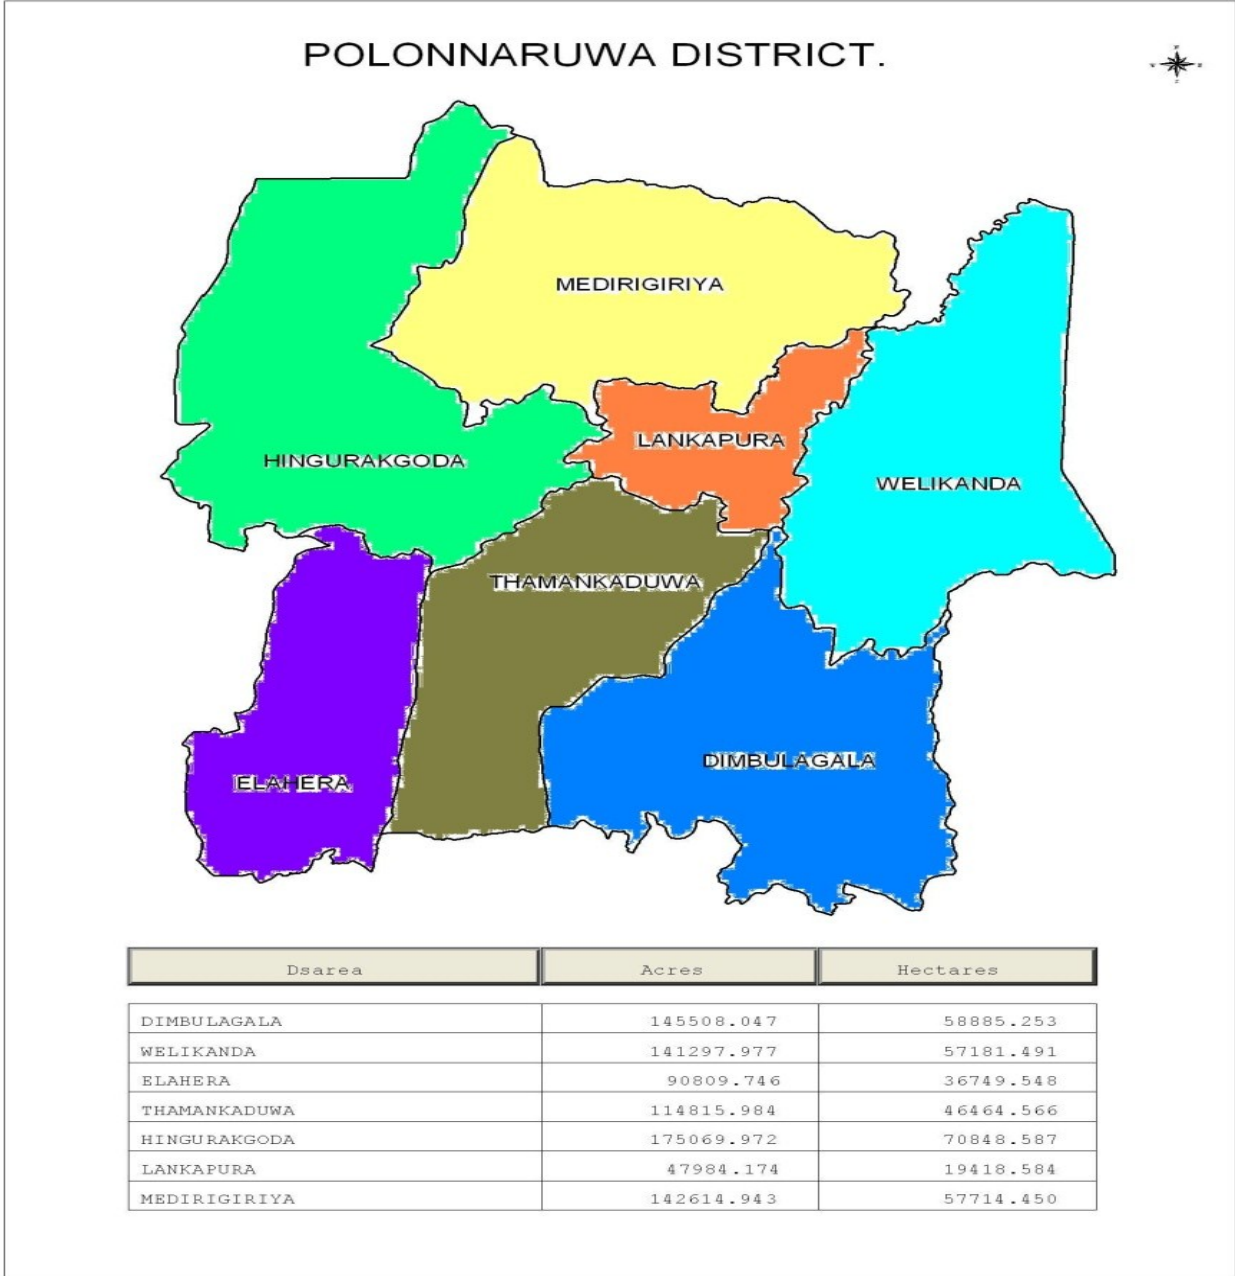 POLONNARUWA DISTRICT.
MEDIRIGIRIYA
LANKAPURA
HINGURAKGODA
WELIKANDA
THAMANKADUWA
DIMBULAGALA
ELAHERA
Dsarea Acres Hectares
DIMBULAGALA 145508.047 58885.253
WELIKANDA 141297.977 57181.491
ELAHERA 90809.746 36749.548
THAMANKADUWA 114815.984 46464.566
HINGURAKGODA 175069.972 70848.587
LANKAPURA 47984.174 19418.584
MEDIRIGIRIYA 142614.943 57714.450